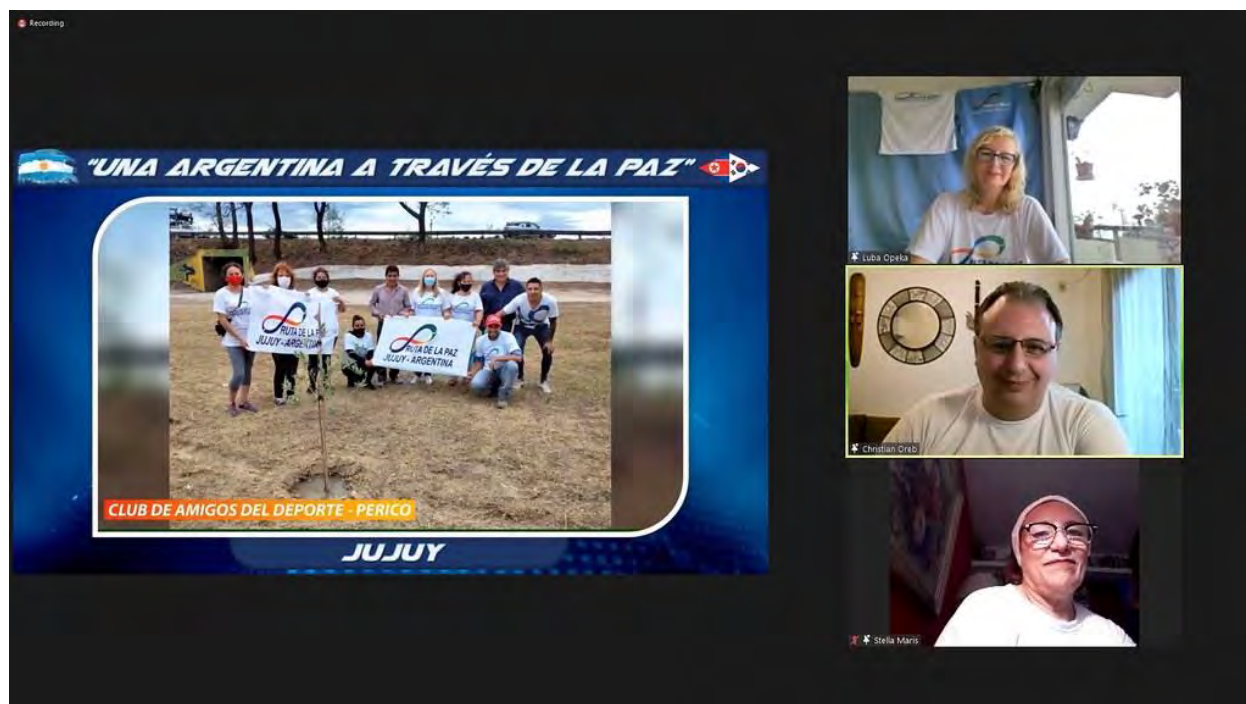 Recording
"UNA ARGENTINA A TRAVÉS DE LA PAZ"
RUTA DE LA
JUJUY - ARGENTINA
RUTA DE LA PAZ
JUJUY - ARGENTINA
CLUB DE AMIGOS DEL DEPORTE - PERICO
JUJUY
Luba Opeka
Christian Oreb
Stella Maris